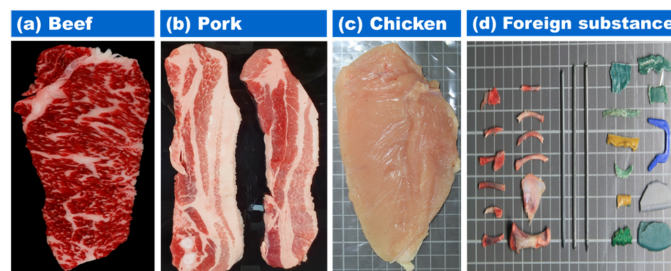 (a) Beef
(b) Pork
(c) Chicken
(d) Foreign substance